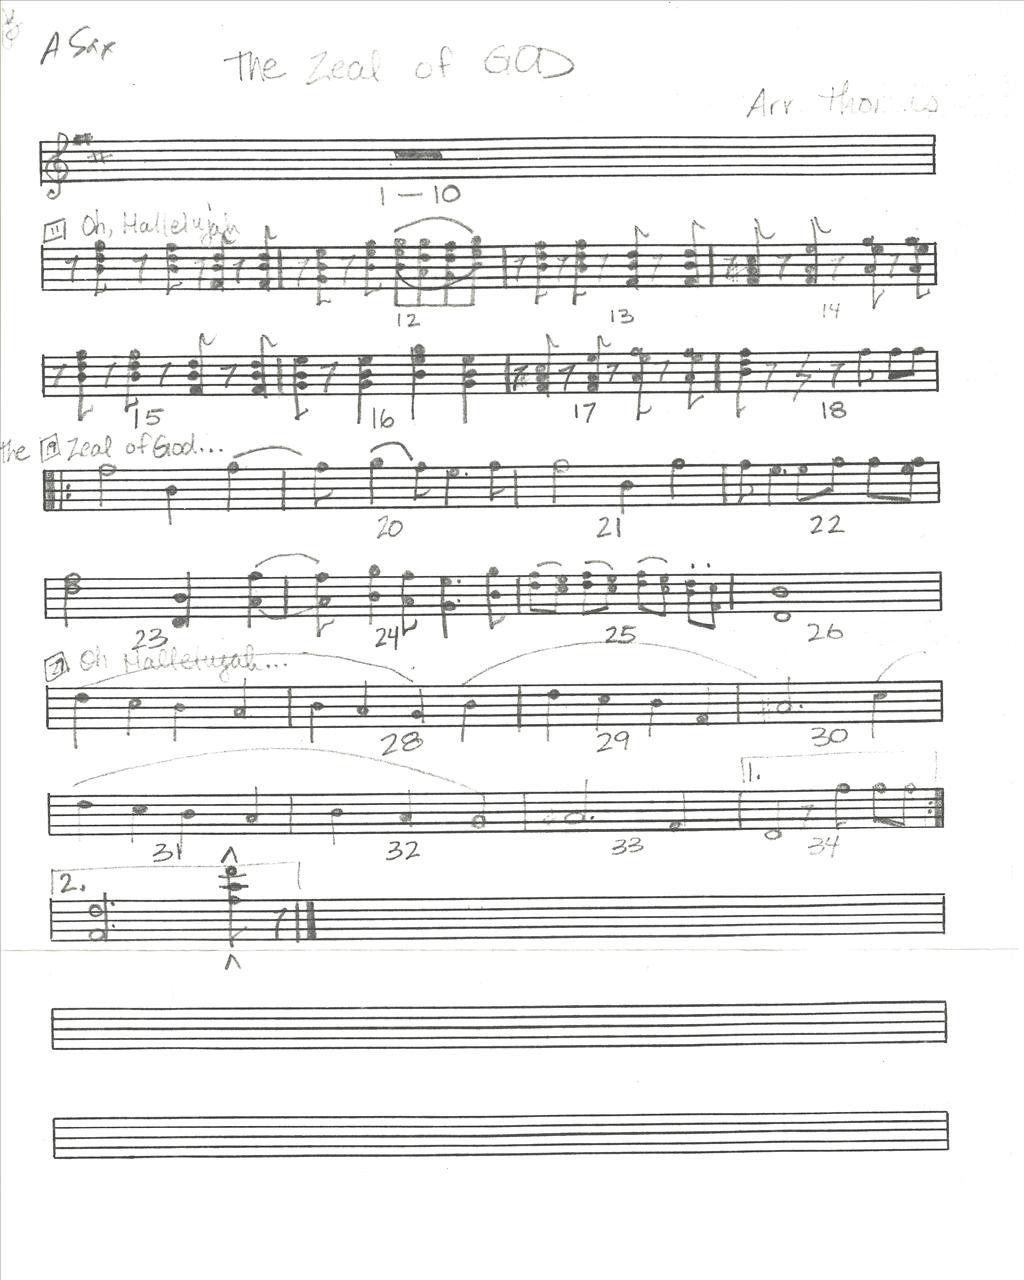 A Sax
The Zeal of GOD
Arr.
1 — 10
11 Oh, Hallelujah
12 13 14
15 16 17 18
the 19 Zeal of God...
20 21 22
23 24 25 26
27. Oh Hallelujah...
28 29 30
1.
31 32 33 34
2.